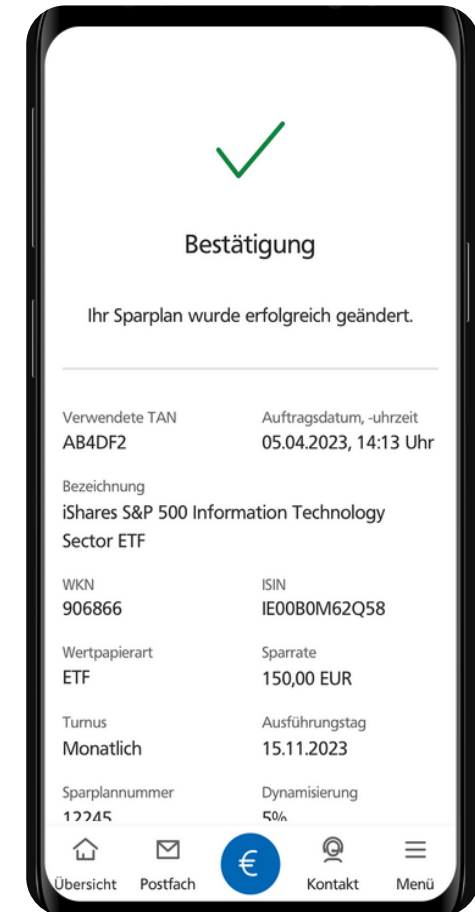 Bestätigung
Ihr Sparplan wurde erfolgreich geändert.
Verwendete TAN
AB4DF2
Auftragsdatum, -uhrzeit
05.04.2023, 14:13 Uhr
Bezeichnung
iShares S&P 500 Information Technology
Sector ETF
WKN
906866
ISIN
IE00B0M62Q58
Wertpapierart
ETF
Sparrate
150,00 EUR
Turnus
Monatlich
Ausführungstag
15.11.2023
Sparplannummer
12245
Dynamisierung
5%
Übersicht
Postfach
€
Kontakt
Menü